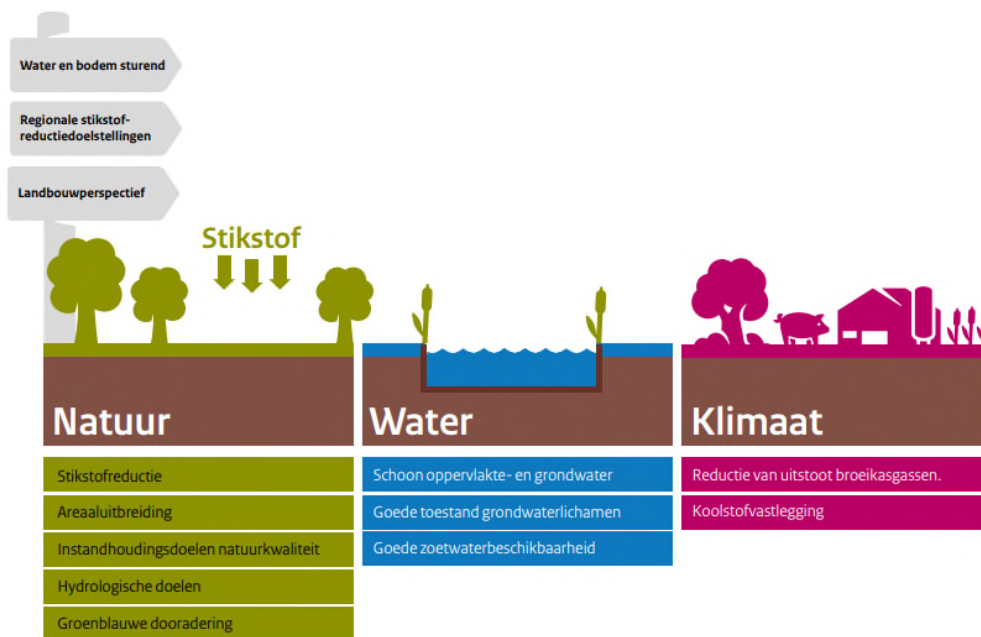 Water en bodem sturend
Regionale stikstof-
reductiedoelstellingen
Landbouwperspectief
Stikstof
Natuur
Stikstofreductie
Areaaluitbreiding
Instandhoudingsdoelen natuurkwaliteit
Hydrologische doelen
Groenblauwe dooradering
Water
Schoon oppervlakte- en grondwater
Goede toestand grondwaterlichamen
Goede zoetwaterbeschikbaarheid
Klimaat
Reductie van uitstoot broeikasgassen.
Koolstofvastlegging